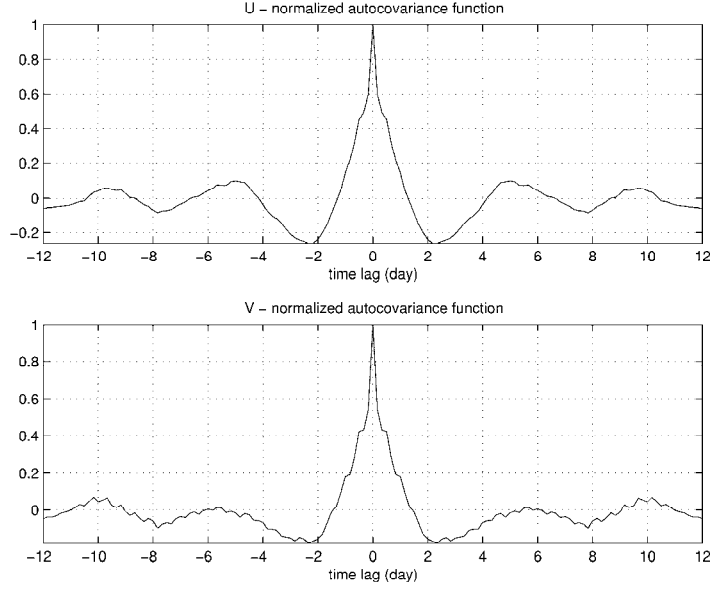 U – normalized autocovariance function
1
0.8
0.6
0.4
0.2
0
−0.2
−12 −10 −8 −6 −4 −2 0 2 4 6 8 10 12
time lag (day)
V – normalized autocovariance function
1
0.8
0.6
0.4
0.2
0
−12 −10 −8 −6 −4 −2 0 2 4 6 8 10 12
time lag (day)